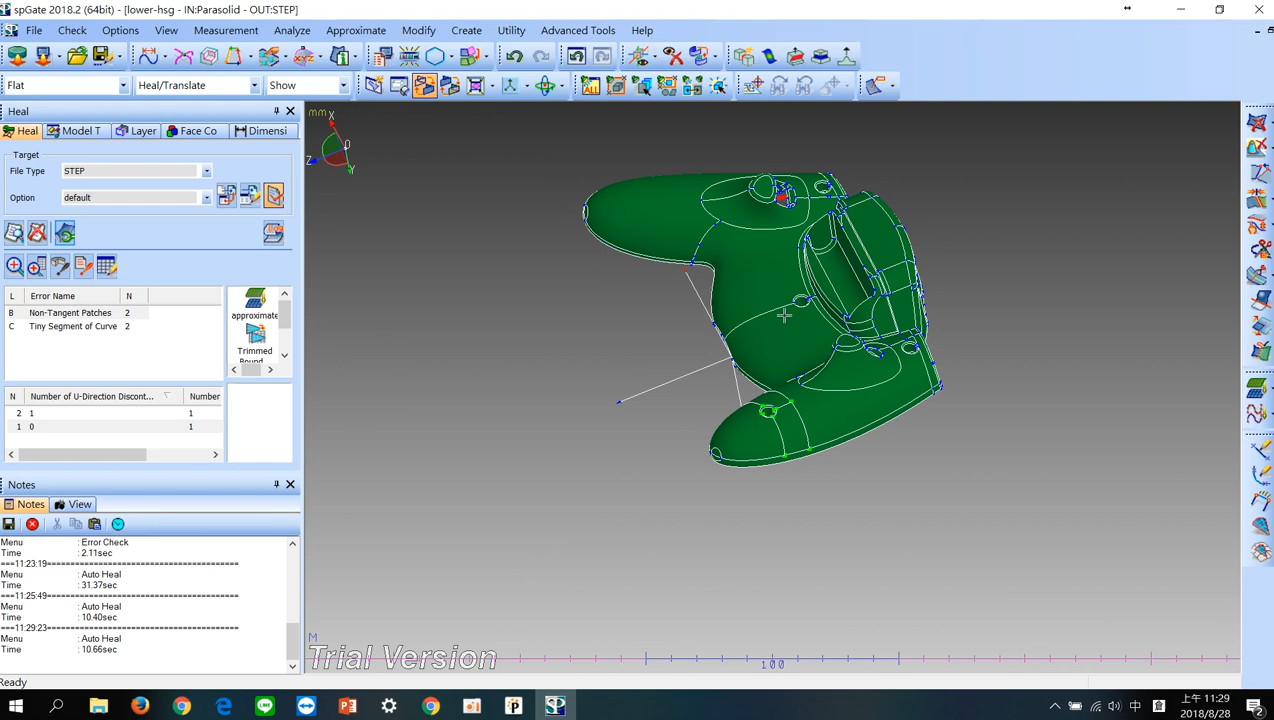 spGate 2018.2 (64bit) - [lower-hsg - IN:Parasolid - OUT:STEP]
File Check Options View Measurement Analyze Approximate Modify Create Utility Advanced Tools Help
Flat Heal/Translate Show ALL
Heal
Heal Model T Layer Face Co Dimensi
Target
File Type STEP
Option default
L Error Name N
B Non-Tangent Patches 2
C Tiny Segment of Curve 2
approximate
Trimmed
Bound
N Number of U-Direction Discont... Number
2 1 1
1 0 1
Notes
Notes View
Menu : Error Check
Time : 2.11sec
===11:23:19========================================
Menu : Auto Heal
Time : 31.37sec
===11:25:49========================================
Menu : Auto Heal
Time : 10.40sec
===11:29:23========================================
Menu : Auto Heal
Time : 10.66sec
mm X
O
Z
Y
M
Trial Version
100
Ready
中 上午 11:29
2018/8/28
2